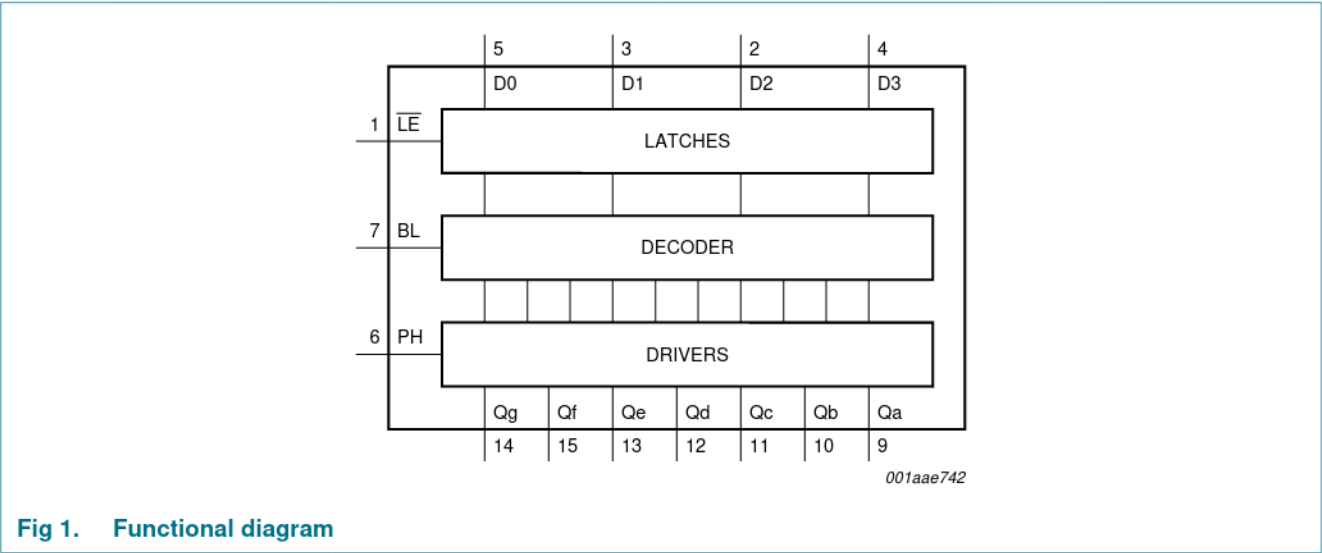 5 3 2 4
D0 D1 D2 D3
1 L̅E̅
LATCHES
7 BL
DECODER
6 PH
DRIVERS
Qg Qf Qe Qd Qc Qb Qa
14 15 13 12 11 10 9
001aae742
Fig 1. Functional diagram